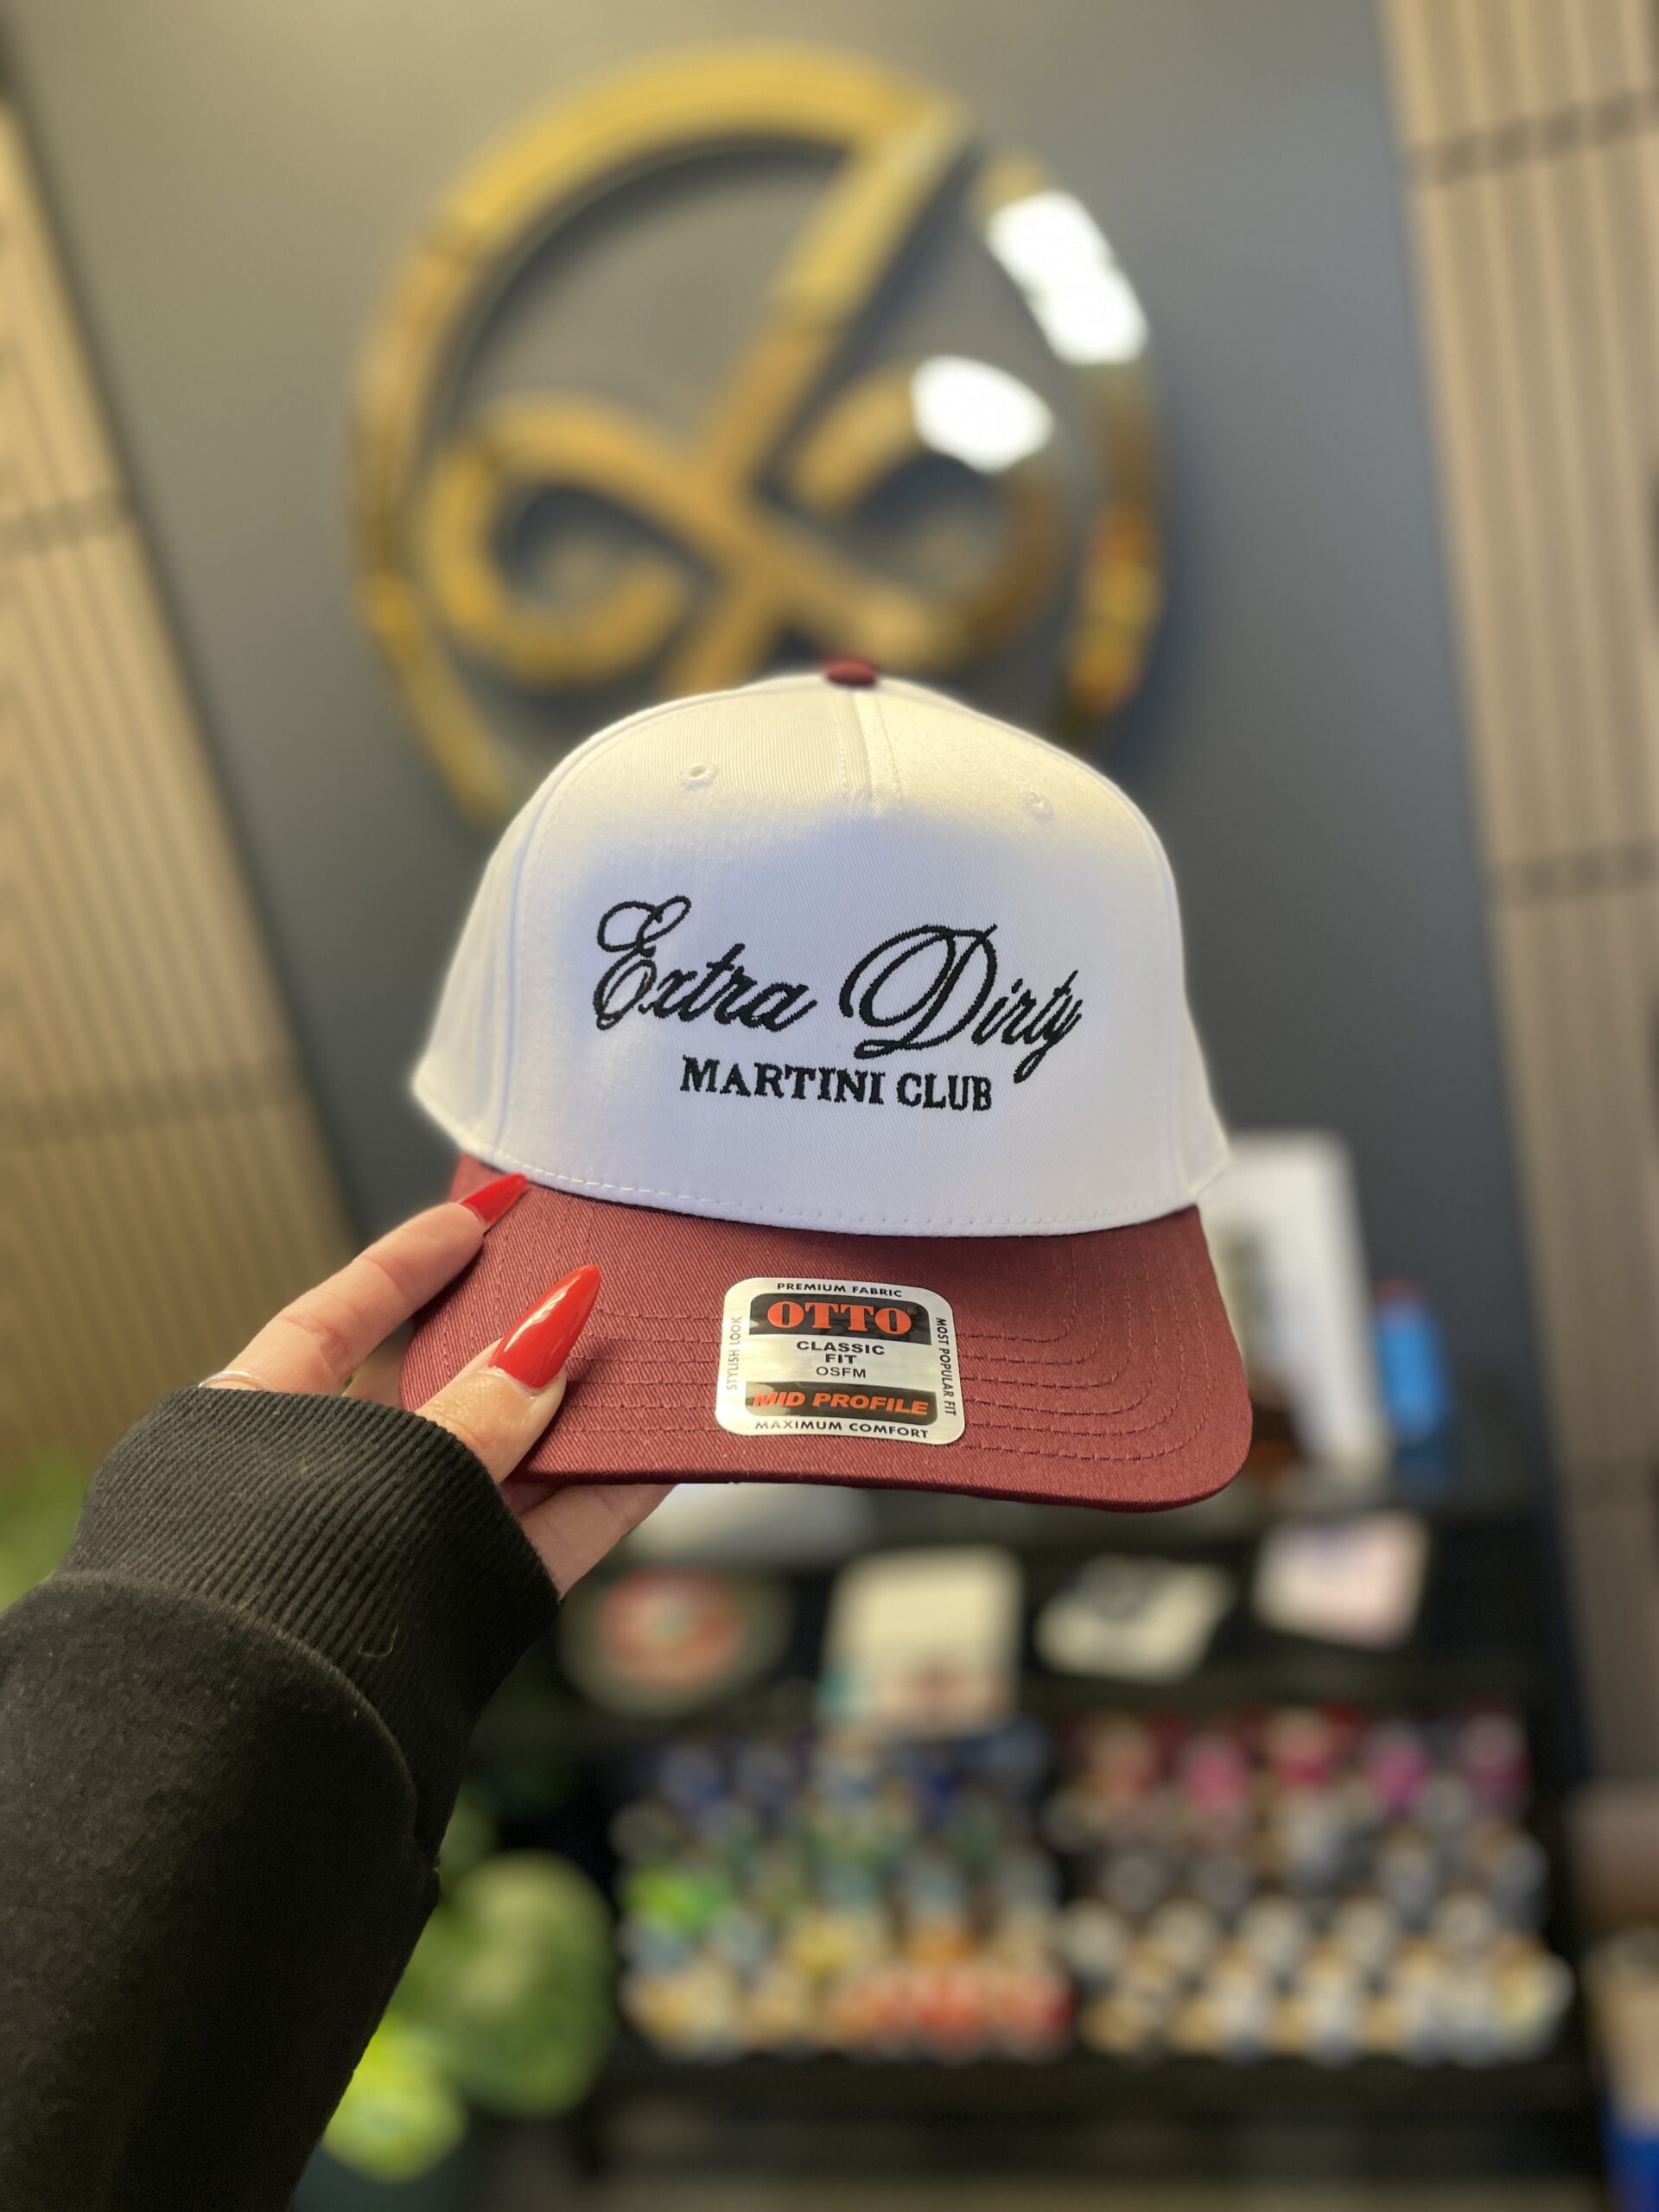 Extra Dirty
MARTINI CLUB
PREMIUM FABRIC
STYLISH LOOK
OTTO®
CLASSIC
FIT
OSFM
MID PROFILE
MOST POPULAR FIT
MAXIMUM COMFORT